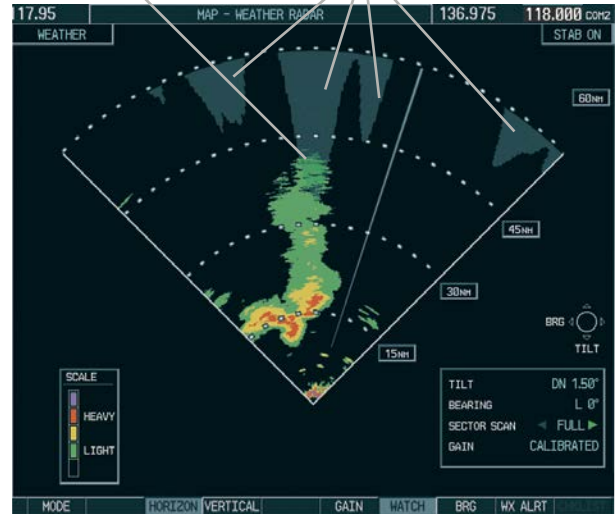 117.95 MAP – WEATHER RADAR 136.975 118.000 COM2
WEATHER STAB ON
60NM
45NM
30NM
BRG
TILT
15NM
SCALE
HEAVY
LIGHT
TILT DN 1.50°
BEARING L 0°
SECTOR SCAN FULL
GAIN CALIBRATED
MODE HORIZON VERTICAL GAIN WATCH BRG WX ALRT CHKLIST